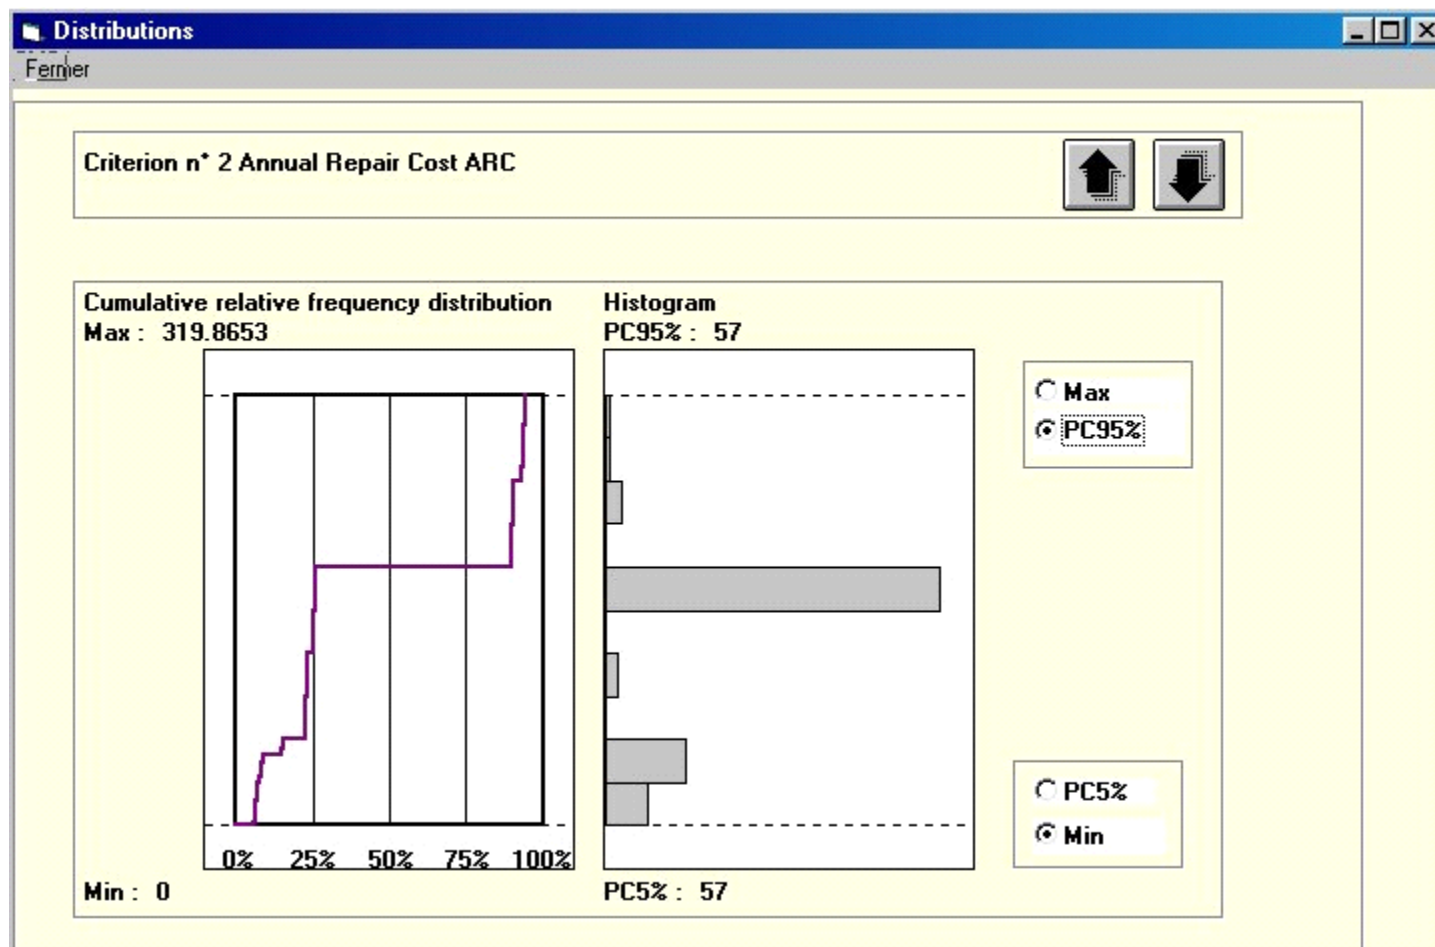 Distributions
Fermer
Criterion n° 2 Annual Repair Cost ARC
Cumulative relative frequency distribution
Max : 319.8653
Histogram
PC95% : 57
Max
PC95%
0% 25% 50% 75% 100%
PC5%
Min
Min : 0
PC5% : 57